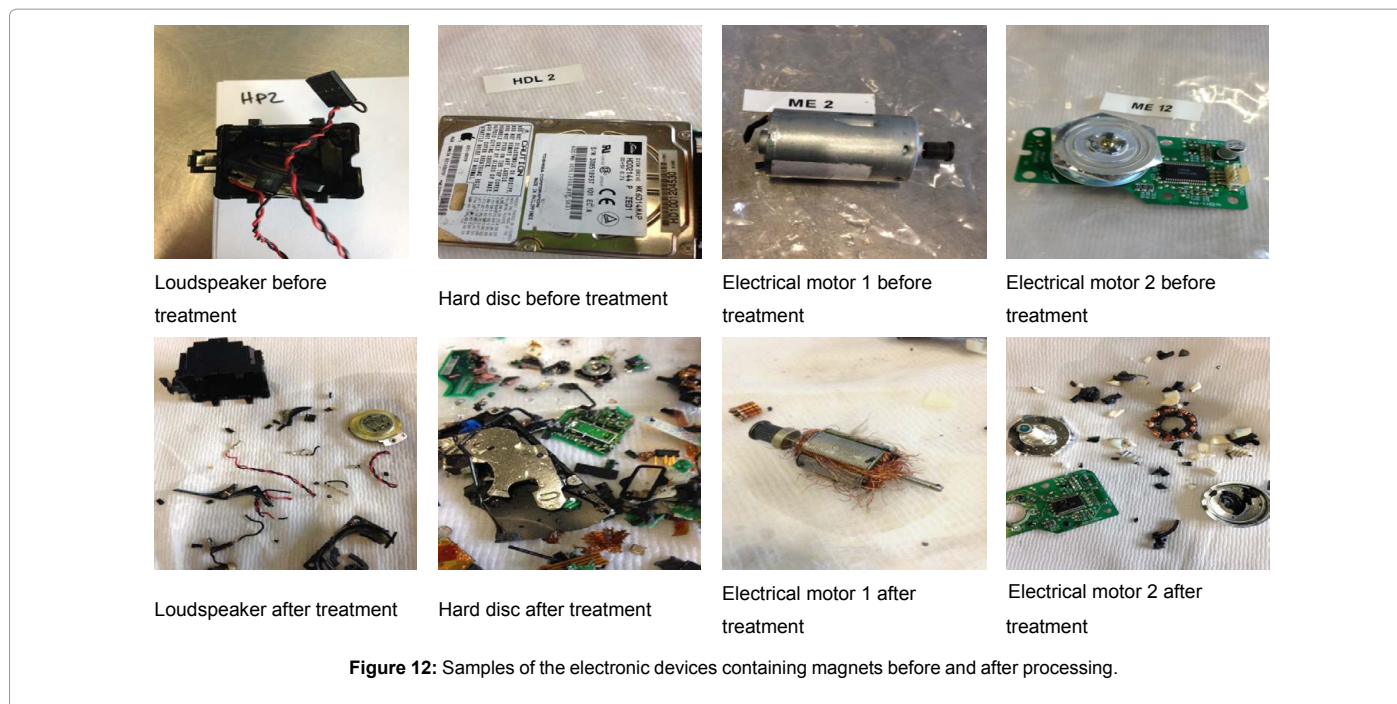 HP2
HDL 2
ME 2
ME 12
CAUTION
Loudspeaker before
treatment
Hard disc before treatment
Electrical motor 1 before
treatment
Electrical motor 2 before
treatment
Loudspeaker after treatment
Hard disc after treatment
Electrical motor 1 after
treatment
Electrical motor 2 after
treatment
Figure 12: Samples of the electronic devices containing magnets before and after processing.